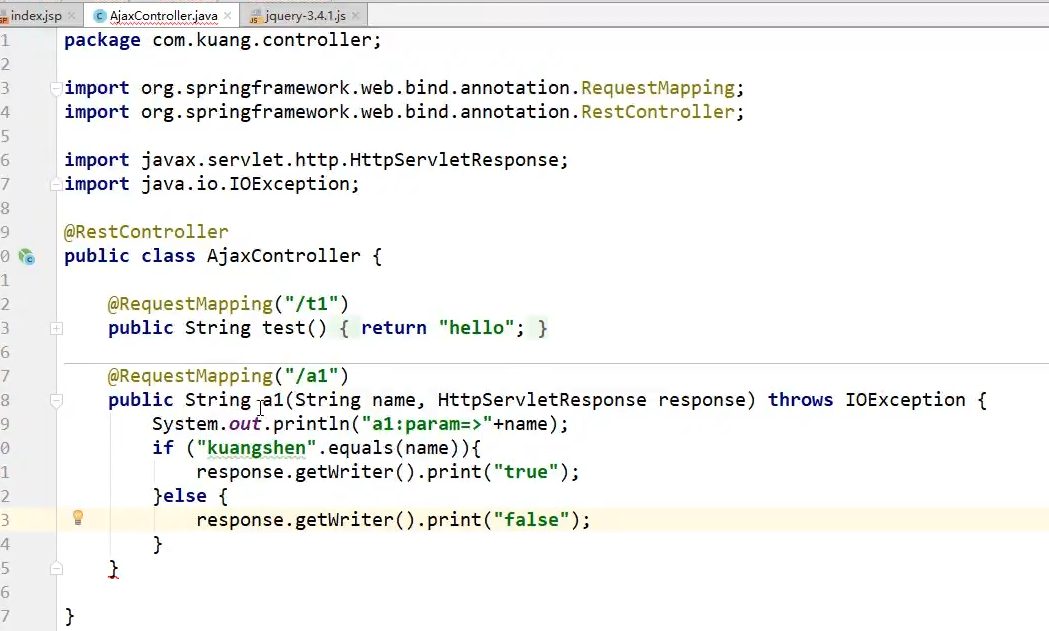 index.jsp AjaxController.java jquery-3.4.1.js
1 package com.kuang.controller;
2
3 import org.springframework.web.bind.annotation.RequestMapping;
4 import org.springframework.web.bind.annotation.RestController;
5
6 import javax.servlet.http.HttpServletResponse;
7 import java.io.IOException;
8
9 @RestController
0 public class AjaxController {
1
2 @RequestMapping("/t1")
3 public String test() { return "hello"; }
6
7 @RequestMapping("/a1")
8 public String a1(String name, HttpServletResponse response) throws IOException {
9 System.out.println("a1:param=>"+name);
0 if ("kuangshen".equals(name)){
1 response.getWriter().print("true");
2 }else {
3 response.getWriter().print("false");
4 }
5 }
6
7 }